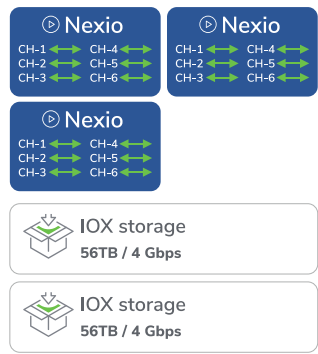 Nexio
CH-1 CH-4
CH-2 CH-5
CH-3 CH-6
Nexio
CH-1 CH-4
CH-2 CH-5
CH-3 CH-6
Nexio
CH-1 CH-4
CH-2 CH-5
CH-3 CH-6
IOX storage
56TB / 4 Gbps
IOX storage
56TB / 4 Gbps